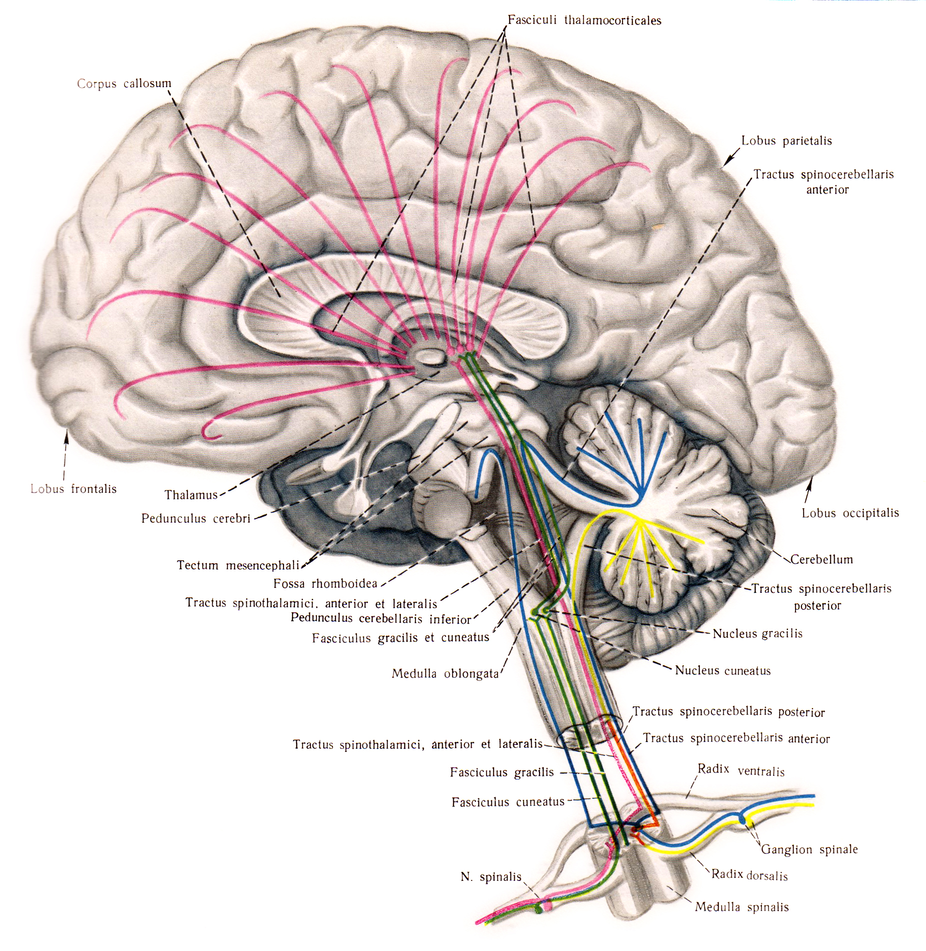 Fasciculi thalamocorticales
Corpus callosum
Lobus parietalis
Tractus spinocerebellaris
anterior
Lobus frontalis
Thalamus
Pedunculus cerebri
Lobus occipitalis
Tectum mesencephali
Cerebellum
Fossa rhomboidea
Tractus spinocerebellaris
posterior
Tractus spinothalamici. anterior et lateralis
Pedunculus cerebellaris inferior
Fasciculus gracilis et cuneatus
Nucleus gracilis
Medulla oblongata
Nucleus cuneatus
Tractus spinocerebellaris posterior
Tractus spinothalamici, anterior et lateralis
Tractus spinocerebellaris anterior
Fasciculus gracilis
Radix ventralis
Fasciculus cuneatus
Ganglion spinale
N. spinalis
Radix dorsalis
Medulla spinalis